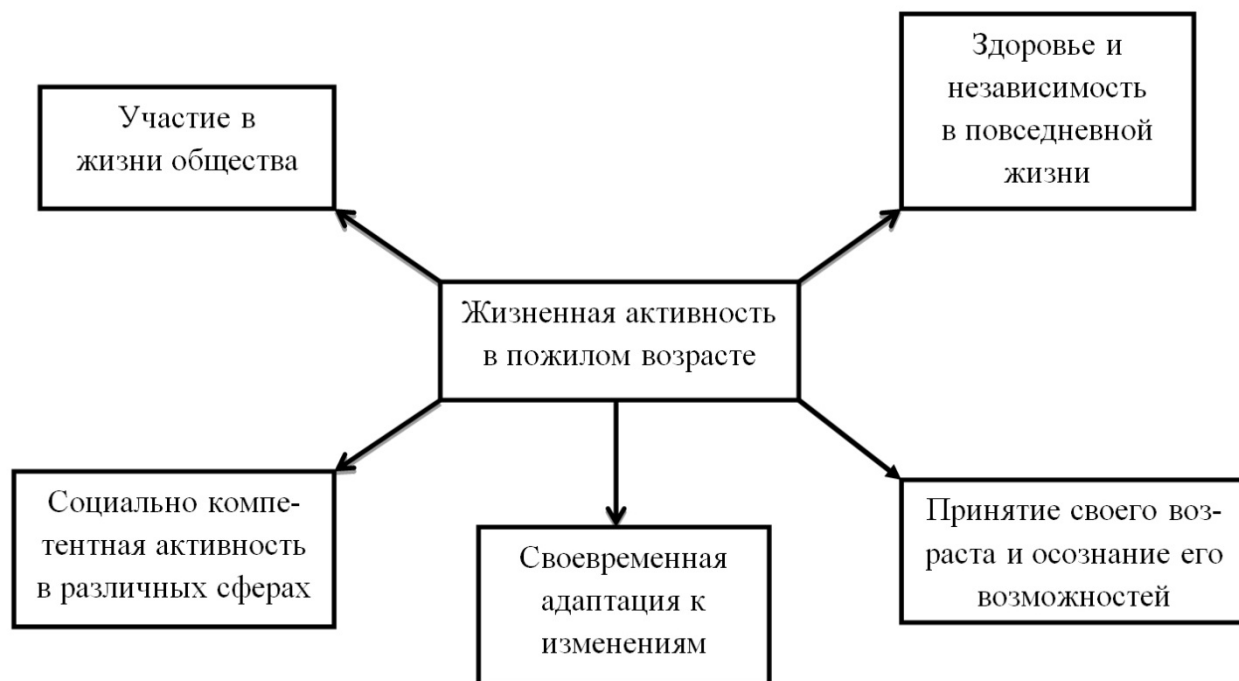 Участие в
жизни общества
Здоровье и
независимость
в повседневной
жизни
Жизненная активность
в пожилом возрасте
Социально компе-
тентная активность
в различных сферах
Своевременная
адаптация к
изменениям
Принятие своего воз-
раста и осознание его
возможностей